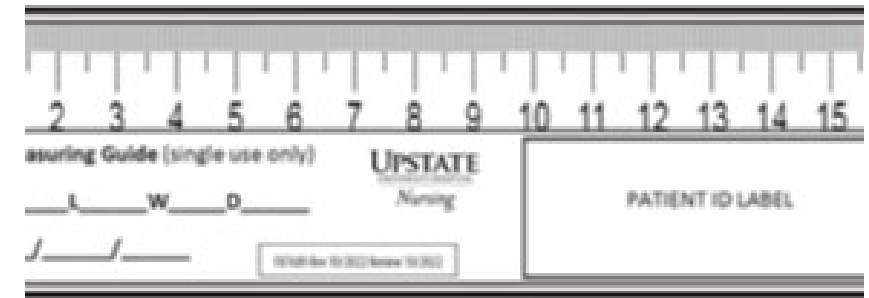 2 3 4 5 6 7 8 9 10 11 12 13 14 15
asuring Guide (single use only)
UPSTATE
Nursing
L W D
/ /
PATIENT ID LABEL